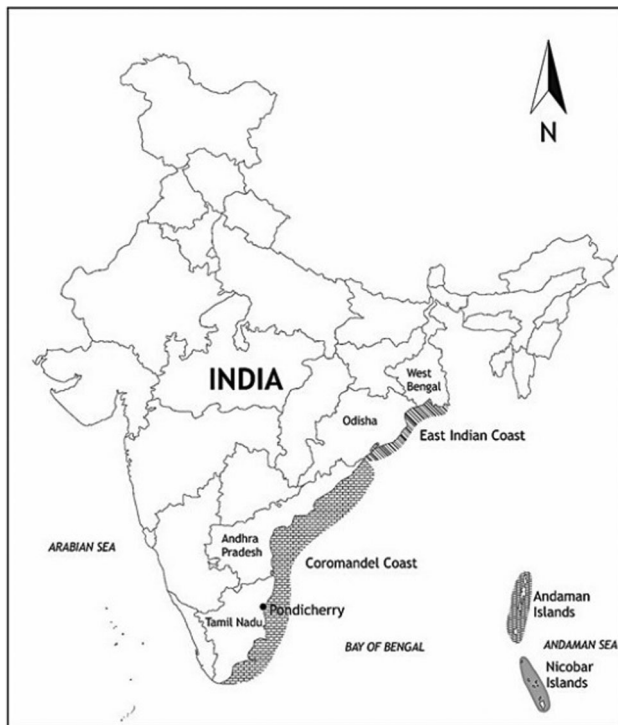 N
INDIA
West
Bengal
Odisha
East Indian Coast
Andhra
Pradesh
ARABIAN SEA
Coromandel Coast
Pondicherry
Tamil Nadu
BAY OF BENGAL
Andaman
Islands
ANDAMAN SEA
Nicobar
Islands